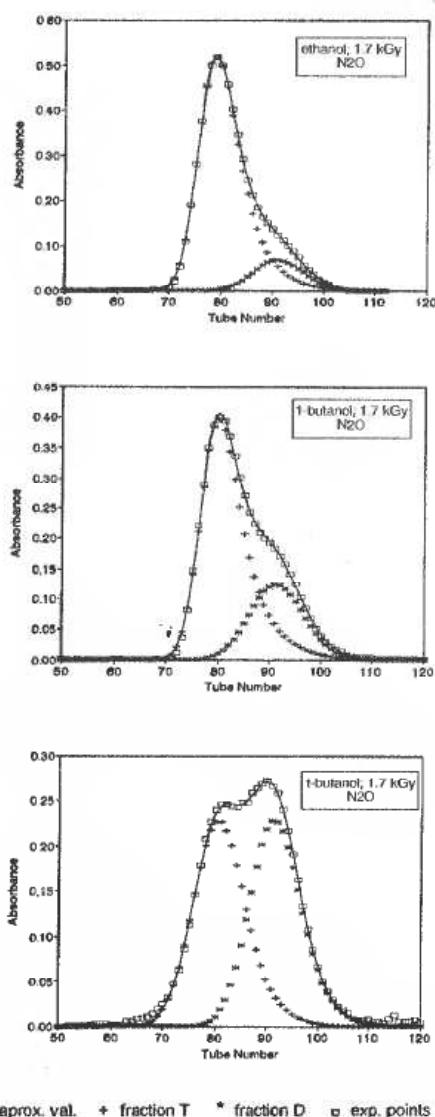 0.60
ethanol; 1.7 kGy
N2O
0.50
0.40
0.30
0.20
0.10
0.00
Absorbance
50 60 70 80 90 100 110 120
Tube Number
0.45
1-butanol; 1.7 kGy
N2O
0.40
0.35
0.30
0.25
0.20
0.15
0.10
0.05
0.00
Absorbance
50 60 70 80 90 100 110 120
Tube Number
0.30
t-butanol; 1.7 kGy
N2O
0.25
0.20
0.15
0.10
0.05
0.00
Absorbance
50 60 70 80 90 100 110 120
Tube Number
aprox. val. + fraction T * fraction D □ exp. points